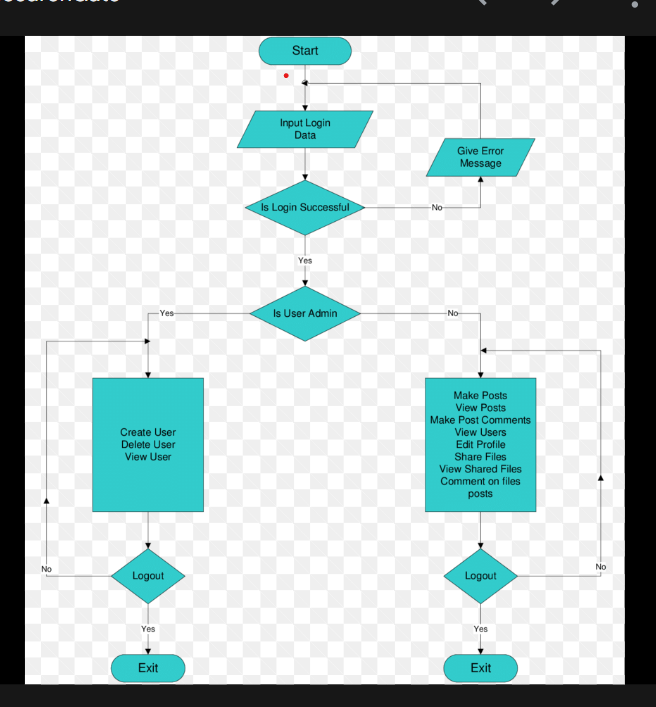 Start
Input Login
Data
Give Error
Message
Is Login Successful
No
Yes
Is User Admin
Yes
No
Create User
Delete User
View User
Make Posts
View Posts
Make Post Comments
View Users
Edit Profile
Share Files
View Shared Files
Comment on files
posts
No
Logout
Logout
No
Yes
Yes
Exit
Exit